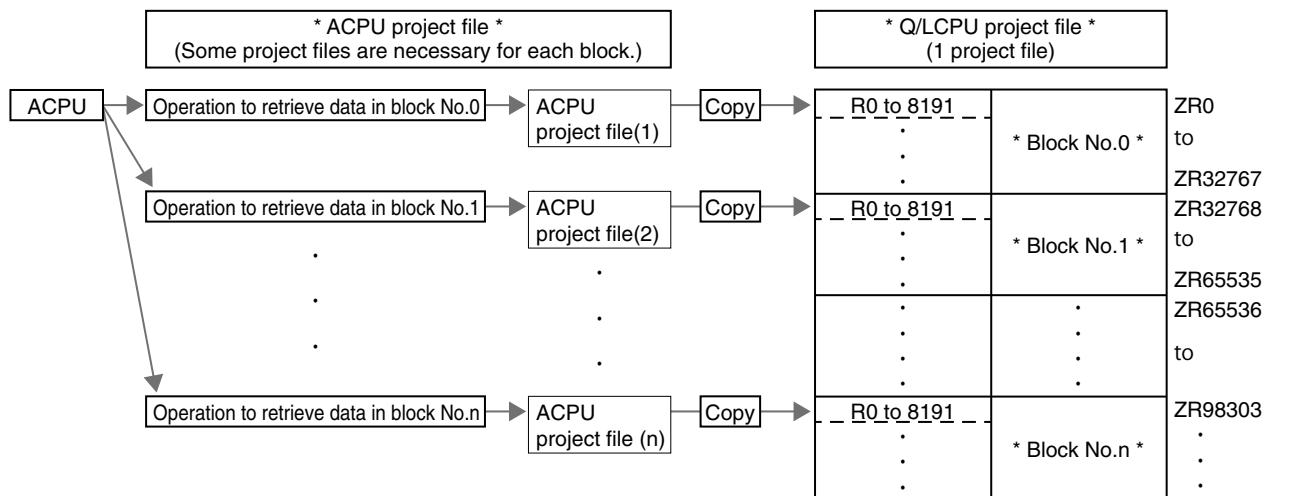 * ACPU project file *
(Some project files are necessary for each block.)
* Q/LCPU project file *
(1 project file)
ACPU
Operation to retrieve data in block No.0
ACPU
project file(1)
Copy
R0 to 8191
* Block No.0 *
ZR0
to
ZR32767
Operation to retrieve data in block No.1
ACPU
project file(2)
Copy
R0 to 8191
* Block No.1 *
ZR32768
to
ZR65535
ZR65536
to
Operation to retrieve data in block No.n
ACPU
project file (n)
Copy
R0 to 8191
* Block No.n *
ZR98303